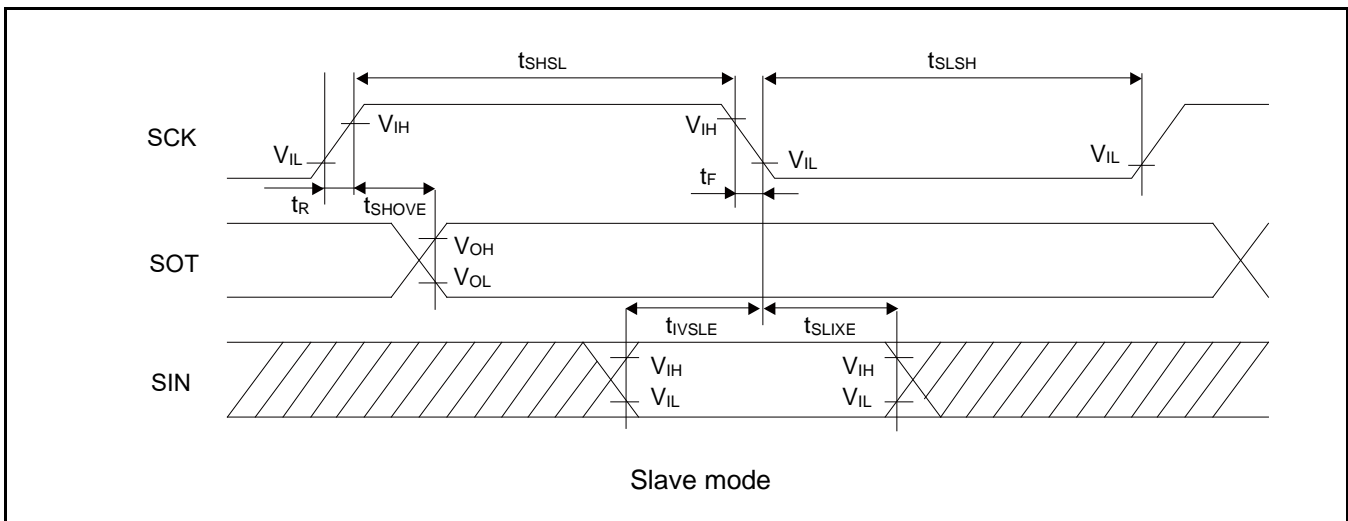 tSHSL tSLSH
SCK
VIH VIH
VIL VIL VIL
tR tSHOVE tF
SOT
VOH
VOL
tIVSLE tSLIXE
SIN
VIH VIH
VIL VIL
Slave mode